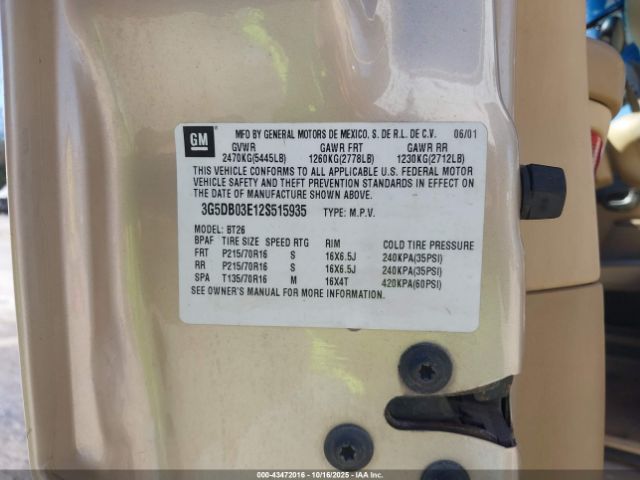 GM
MFD BY GENERAL MOTORS DE MEXICO, S. DE R.L. DE C.V. 06/01
GVWR GAWR FRT GAWR RR
2470KG(5445LB) 1260KG(2778LB) 1230KG(2712LB)
THIS VEHICLE CONFORMS TO ALL APPLICABLE U.S. FEDERAL MOTOR
VEHICLE SAFETY AND THEFT PREVENTION STANDARDS IN EFFECT ON
THE DATE OF MANUFACTURE SHOWN ABOVE.
3G5DB03E12S515935 TYPE: M.P.V.
MODEL: BT26
BPAF TIRE SIZE SPEED RTG RIM COLD TIRE PRESSURE
FRT P215/70R16 S 16X6.5J 240KPA(35PSI)
RR P215/70R16 S 16X6.5J 240KPA(35PSI)
SPA T135/70R16 M 16X4T 420KPA(60PSI)
SEE OWNER'S MANUAL FOR MORE INFORMATION.
000-43472016 | 10/16/2025 | IAA, INC.